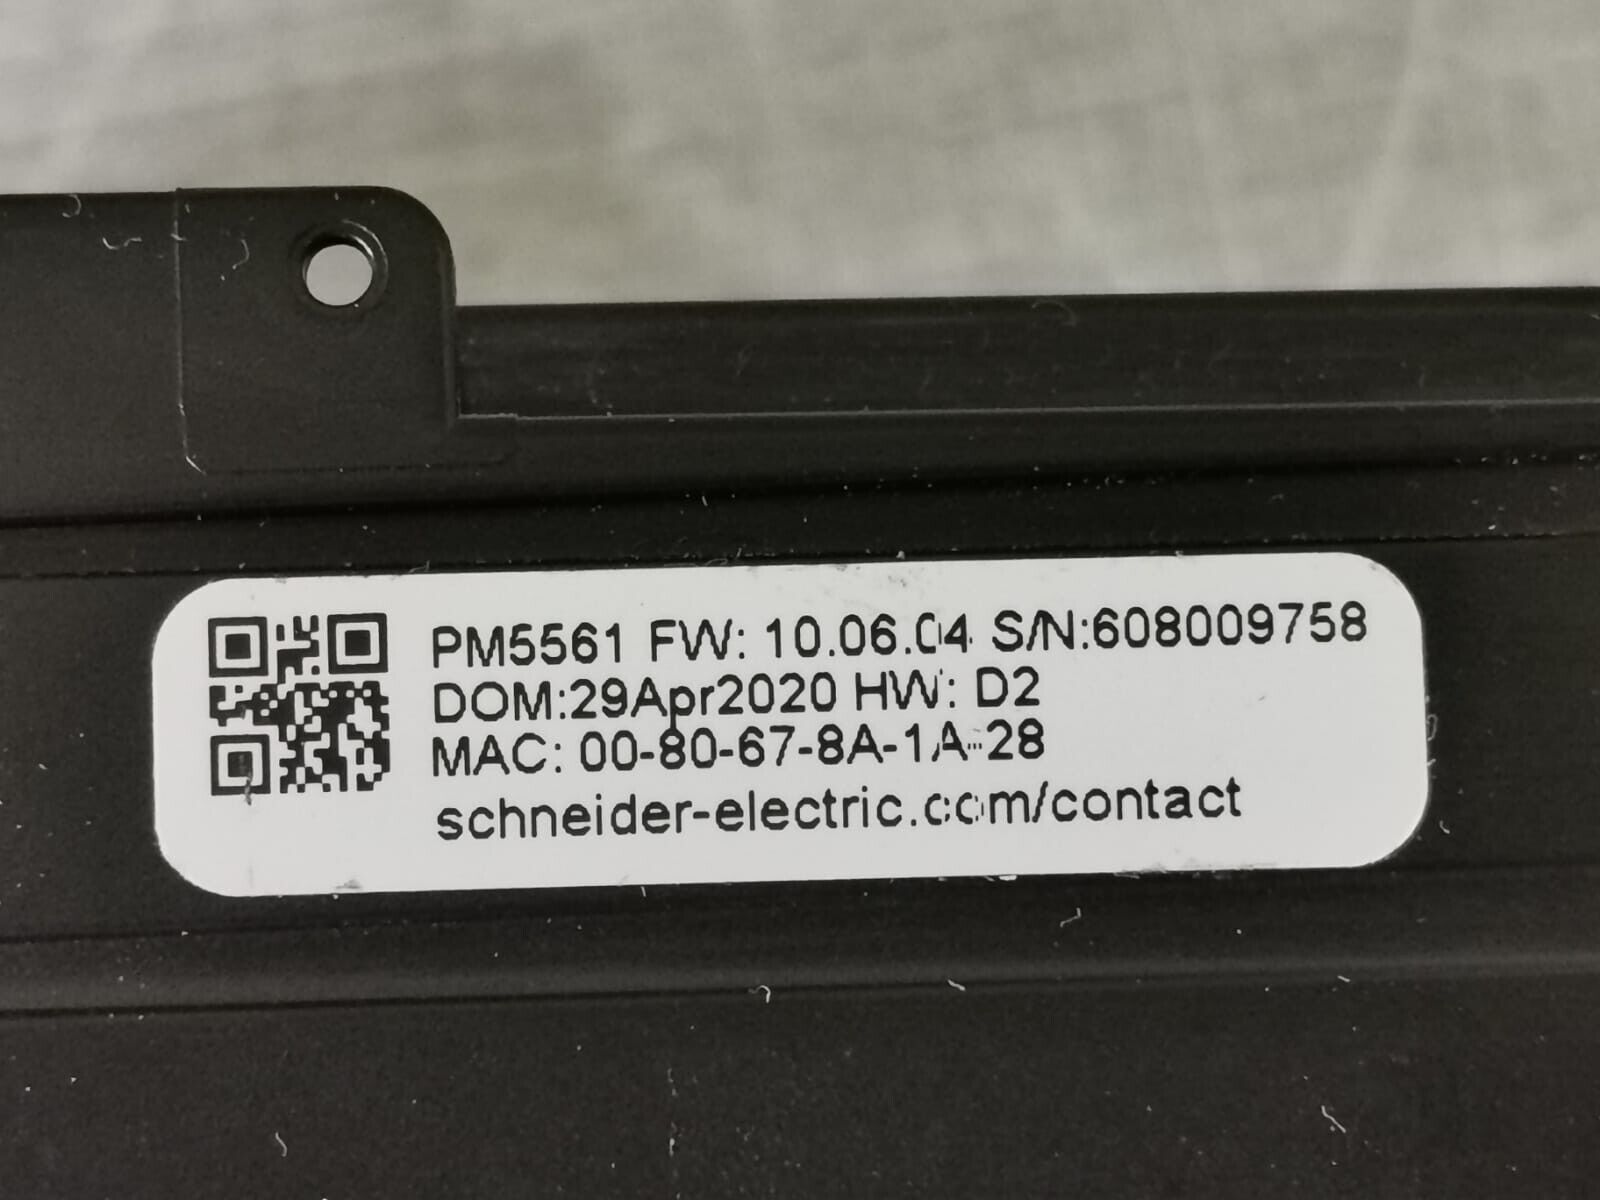 PM5561 FW: 10.06.04 S/N:608009758
DOM:29Apr2020 HW: D2
MAC: 00-80-67-8A-1A-28
schneider-electric.com/contact